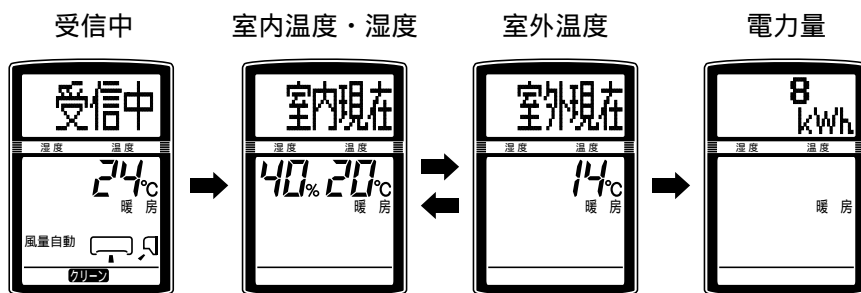 受信中
室内温度・湿度
室外温度
電力量
受信中
湿度 温度
24℃
暖房
風量自動
クリーン
室内現在
湿度 温度
40% 20℃
暖房
室外現在
湿度 温度
14℃
暖房
8
kWh
湿度 温度
暖房